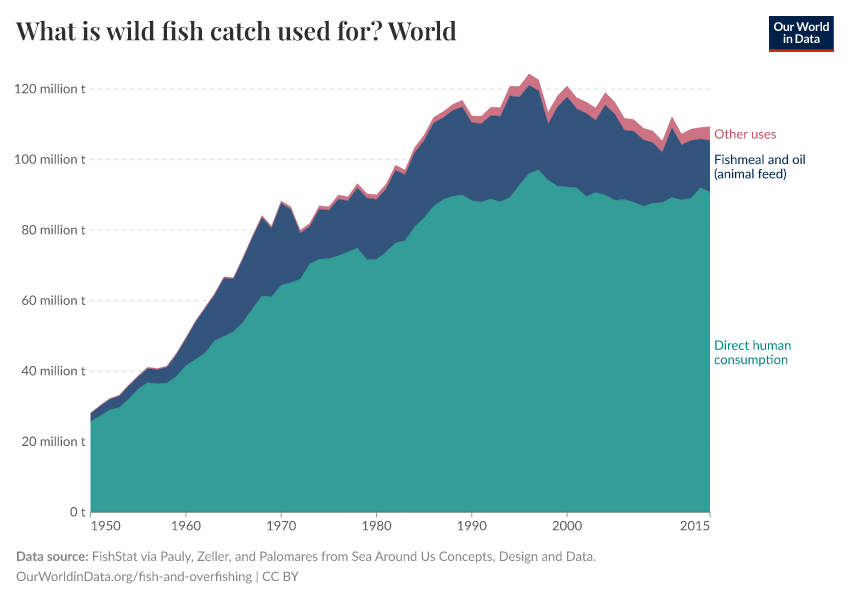 What is wild fish catch used for? World
Our World
in Data
120 million t
100 million t
80 million t
60 million t
40 million t
20 million t
0 t
Other uses
Fishmeal and oil
(animal feed)
Direct human
consumption
1950
1960
1970
1980
1990
2000
2015
Data source: FishStat via Pauly, Zeller, and Palomares from Sea Around Us Concepts, Design and Data.
OurWorldinData.org/fish-and-overfishing | CC BY